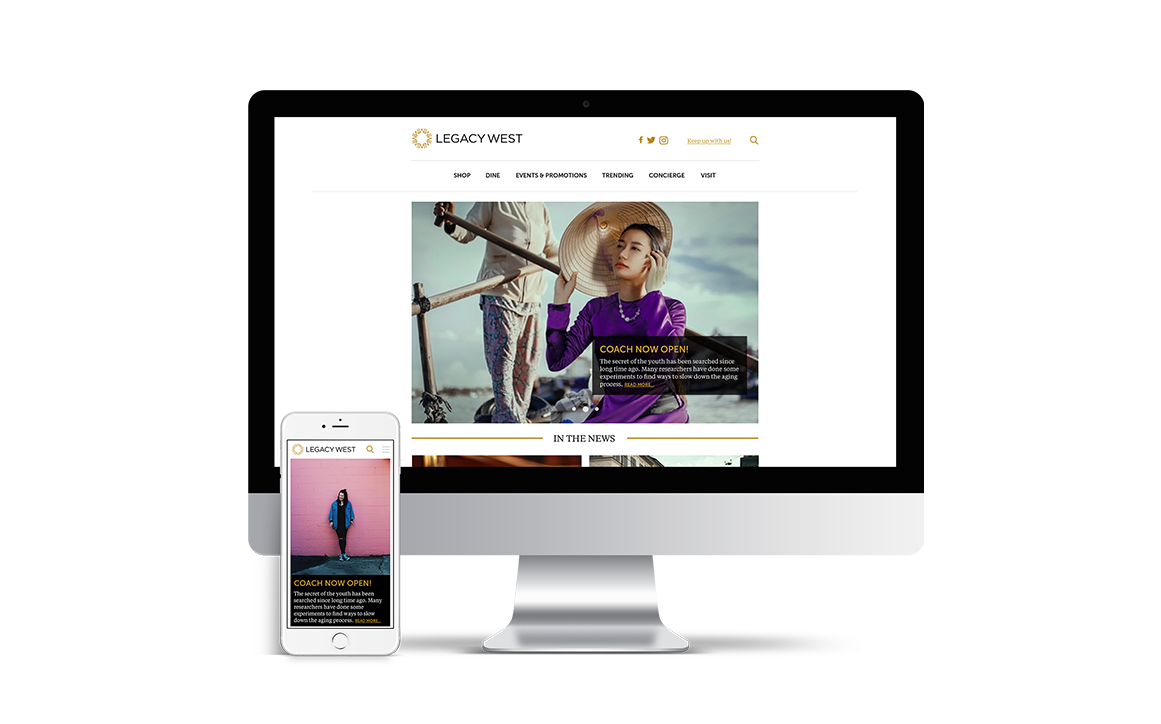 LEGACY WEST
Keep up with us!
SHOP DINE EVENTS & PROMOTIONS TRENDING CONCIERGE VISIT
COACH NOW OPEN!
The secret of the youth has been searched since
long time ago. Many researchers have done some
experiments to find ways to slow down the aging
process. READ MORE...
IN THE NEWS
LEGACY WEST
COACH NOW OPEN!
The secret of the youth has been
searched since long time ago. Many
researchers have done some
experiments to find ways to slow
down the aging process. READ MORE...